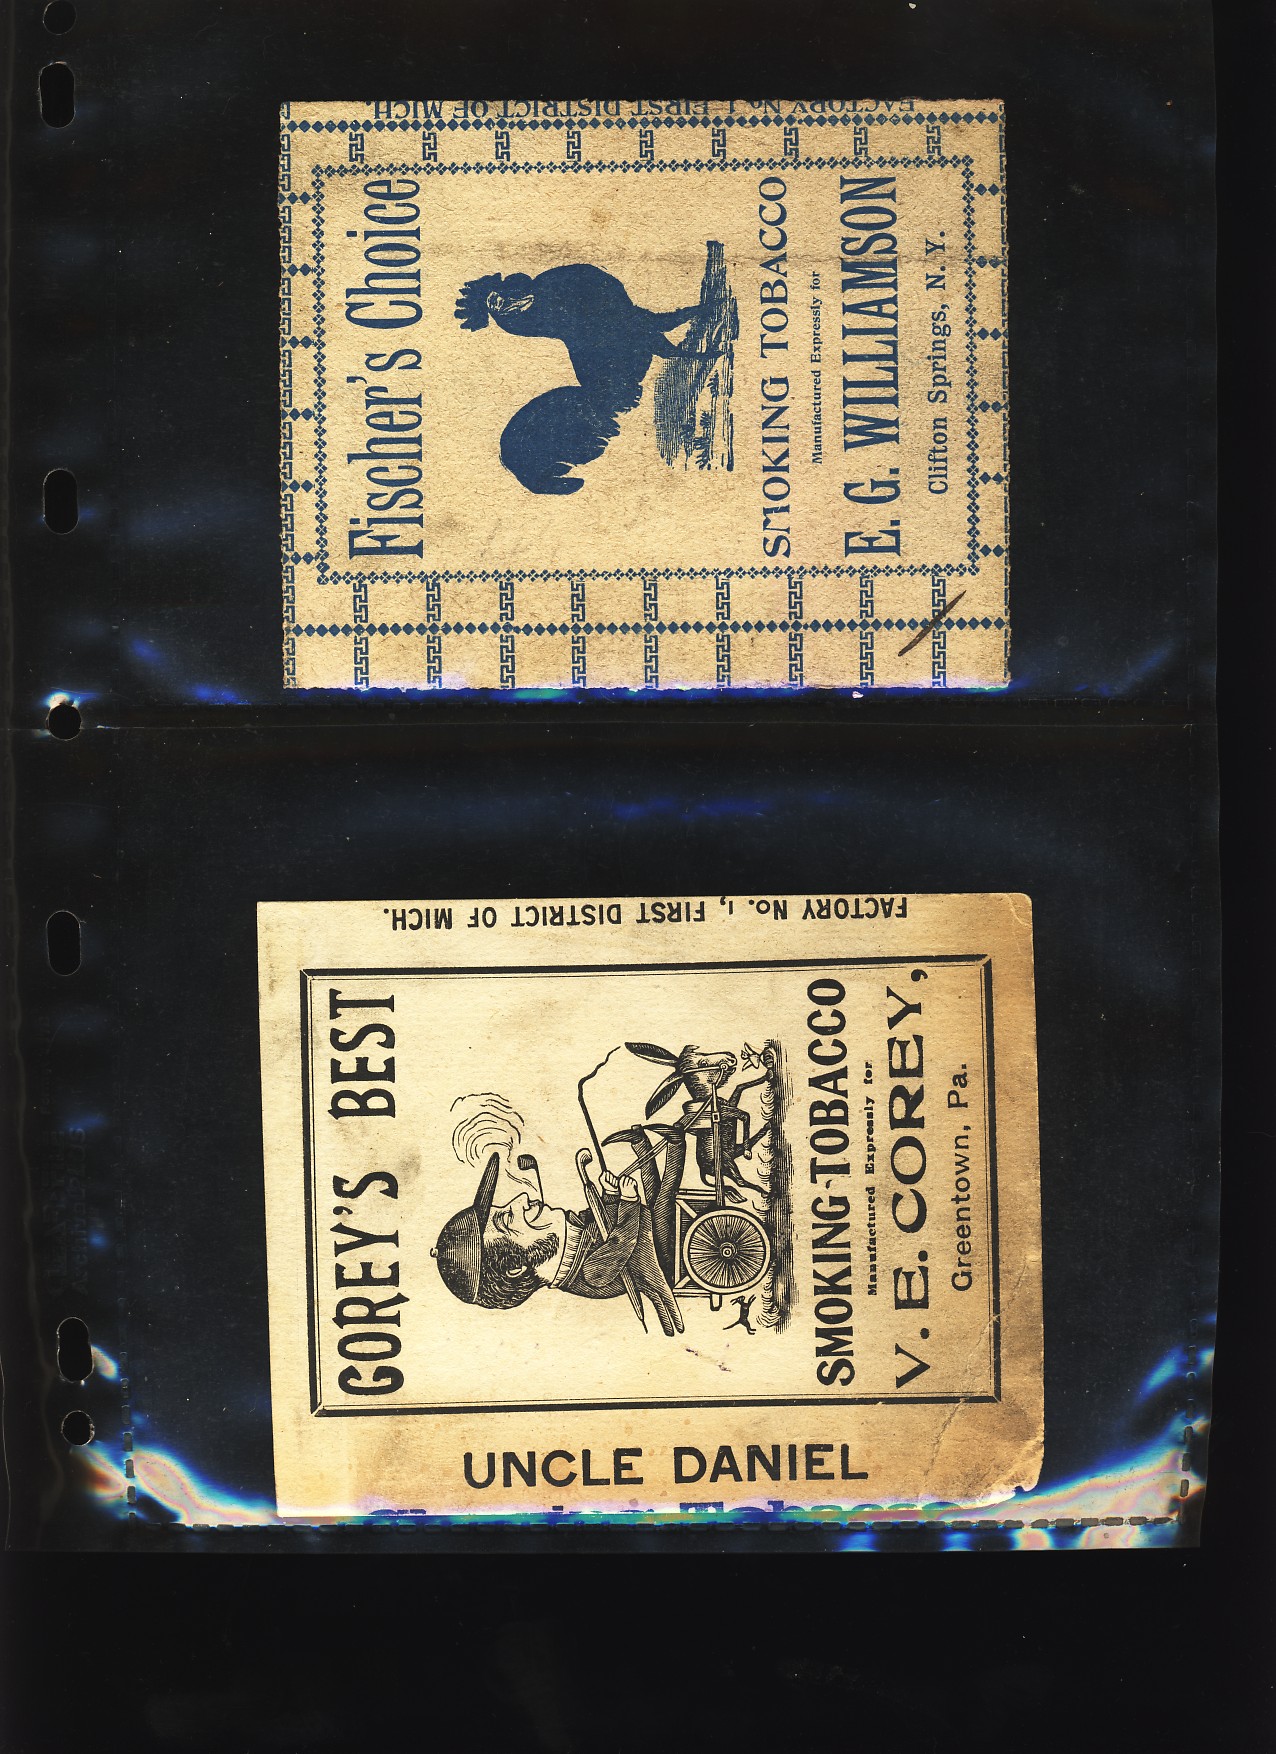 FACTORY No. 1 FIRST DISTRICT OF MICH.
Fischer's Choice
SMOKING TOBACCO
Manufactured Expressly for
E. G. WILLIAMSON
Clifton Springs, N. Y.
FACTORY No. 1, FIRST DISTRICT OF MICH.
COREY'S BEST
SMOKING TOBACCO
Manufactured Expressly for
V. E. COREY,
Greentown, Pa.
UNCLE DANIEL
Tobacco